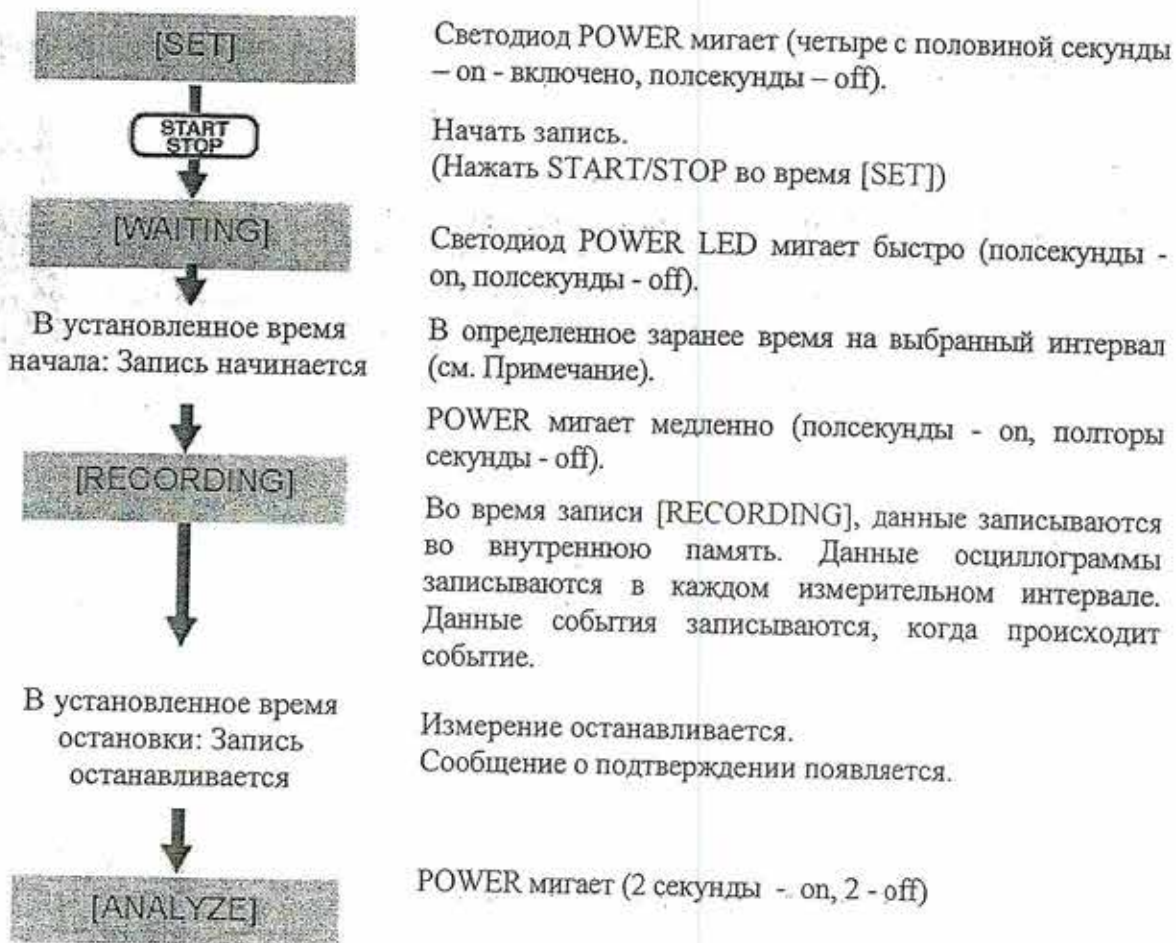 [SET]
Светодиод POWER мигает (четыре с половиной секунды
– on - включено, полсекунды – off).
START
STOP
Начать запись.
(Нажать START/STOP во время [SET])
[WAITING]
Светодиод POWER LED мигает быстро (полсекунды -
on, полсекунды - off).
В установленное время
начала: Запись начинается
В определенное заранее время на выбранный интервал
(см. Примечание).
POWER мигает медленно (полсекунды - on, полторы
секунды - off).
[RECORDING]
Во время записи [RECORDING], данные записываются
во внутреннюю память. Данные осциллограммы
записываются в каждом измерительном интервале.
Данные события записываются, когда происходит
событие.
В установленное время
остановки: Запись
останавливается
Измерение останавливается.
Сообщение о подтверждении появляется.
[ANALYZE]
POWER мигает (2 секунды - on, 2 - off)